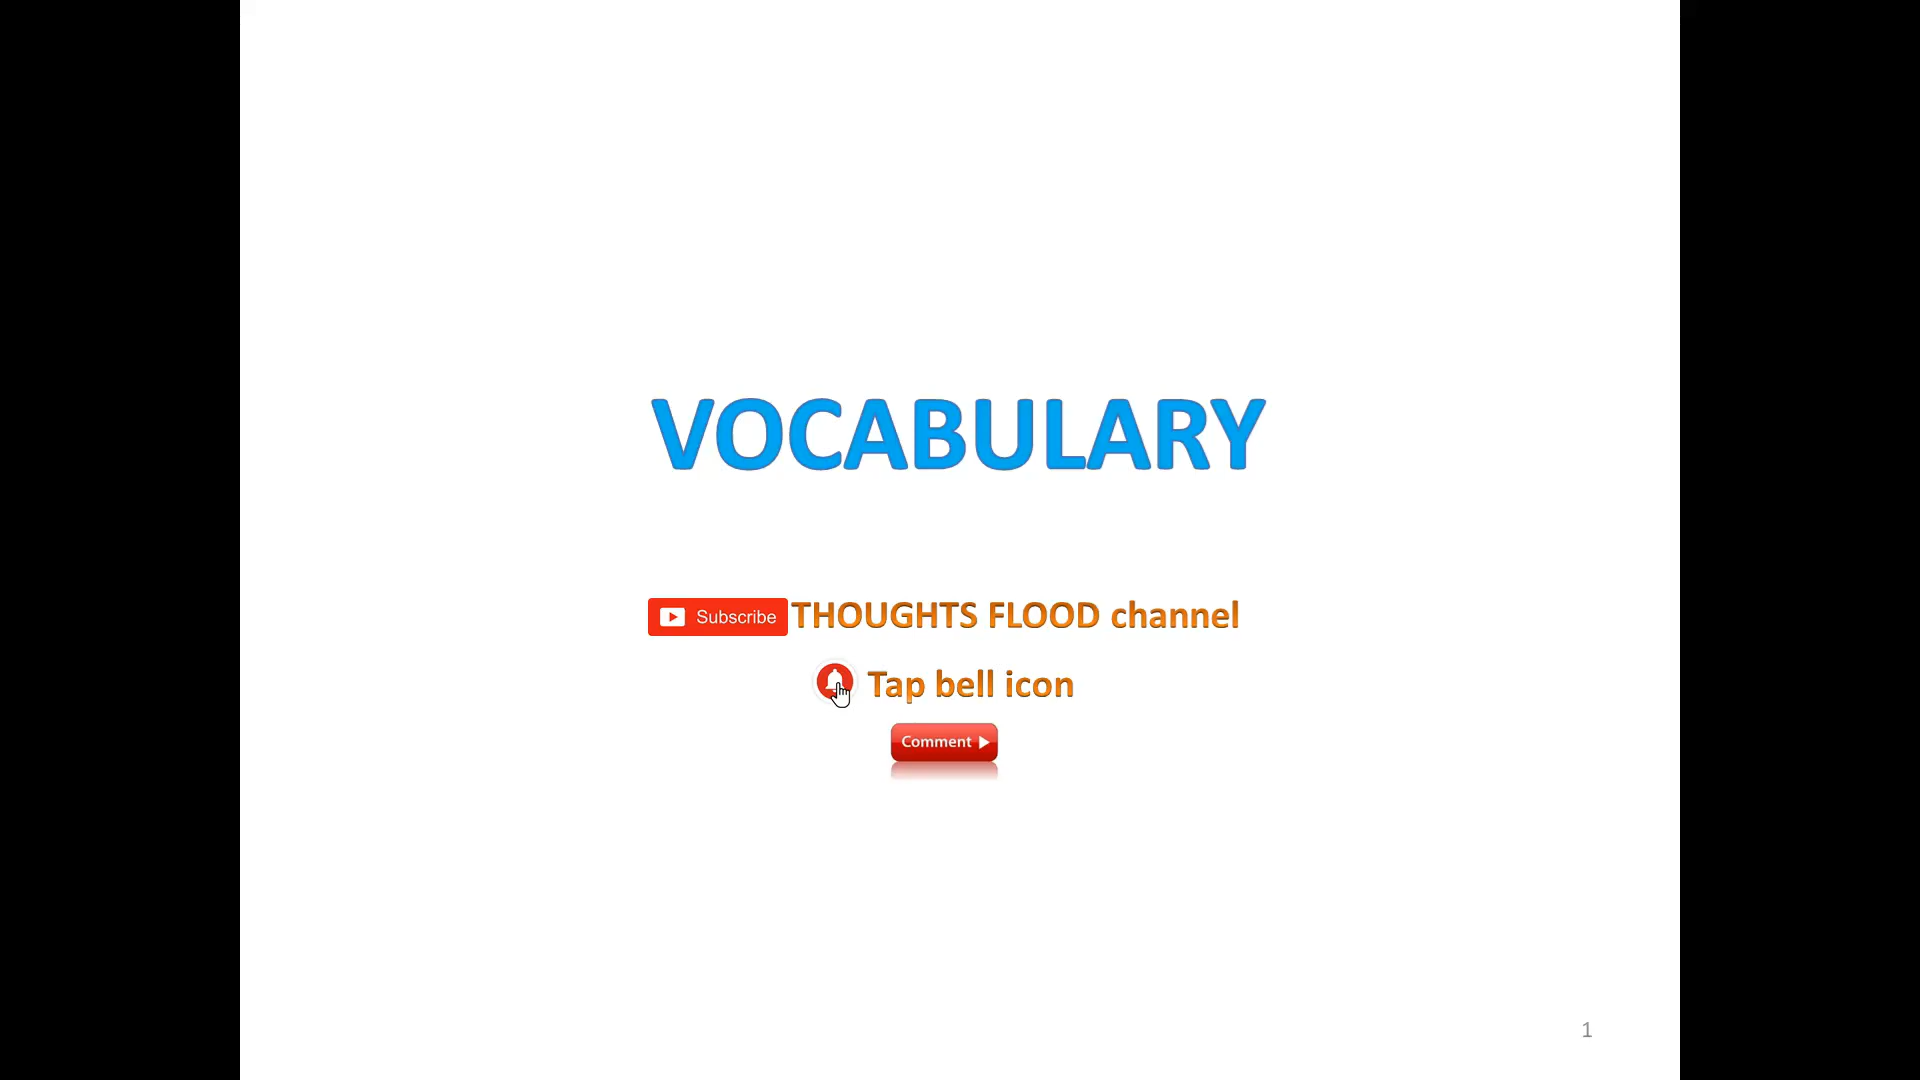 VOCABULARY
Subscribe THOUGHTS FLOOD channel
Tap bell icon
Comment
1